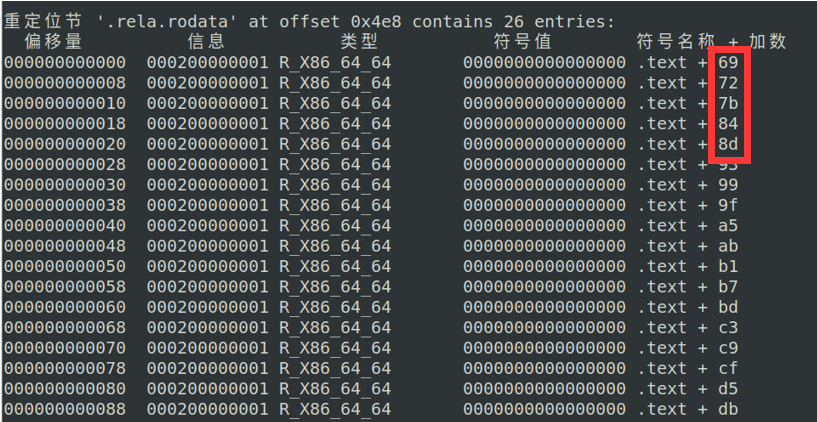 重定位节 '.rela.rodata' at offset 0x4e8 contains 26 entries:
偏移量 信息 类型 符号值 符号名称 + 加数
000000000000 000200000001 R_X86_64_64 0000000000000000 .text + 69
000000000008 000200000001 R_X86_64_64 0000000000000000 .text + 72
000000000010 000200000001 R_X86_64_64 0000000000000000 .text + 7b
000000000018 000200000001 R_X86_64_64 0000000000000000 .text + 84
000000000020 000200000001 R_X86_64_64 0000000000000000 .text + 8d
000000000028 000200000001 R_X86_64_64 0000000000000000 .text + 93
000000000030 000200000001 R_X86_64_64 0000000000000000 .text + 99
000000000038 000200000001 R_X86_64_64 0000000000000000 .text + 9f
000000000040 000200000001 R_X86_64_64 0000000000000000 .text + a5
000000000048 000200000001 R_X86_64_64 0000000000000000 .text + ab
000000000050 000200000001 R_X86_64_64 0000000000000000 .text + b1
000000000058 000200000001 R_X86_64_64 0000000000000000 .text + b7
000000000060 000200000001 R_X86_64_64 0000000000000000 .text + bd
000000000068 000200000001 R_X86_64_64 0000000000000000 .text + c3
000000000070 000200000001 R_X86_64_64 0000000000000000 .text + c9
000000000078 000200000001 R_X86_64_64 0000000000000000 .text + cf
000000000080 000200000001 R_X86_64_64 0000000000000000 .text + d5
000000000088 000200000001 R_X86_64_64 0000000000000000 .text + db